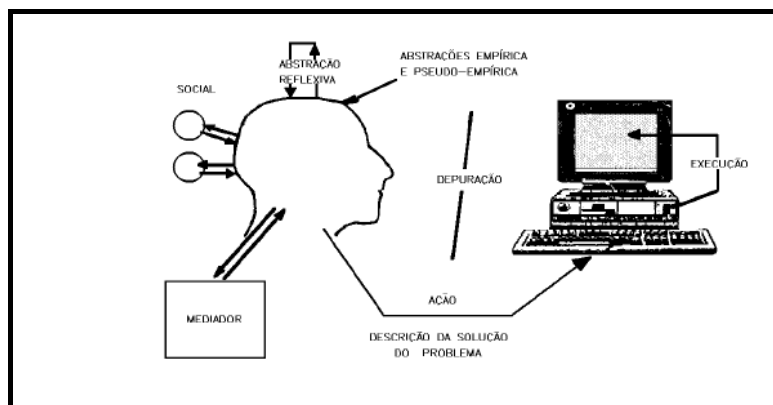 ABSTRAÇÃO
REFLEXIVA
ABSTRAÇÕES EMPÍRICA
E PSEUDO-EMPÍRICA
SOCIAL
EXECUÇÃO
DEPURAÇÃO
MEDIADOR
AÇÃO
DESCRIÇÃO DA SOLUÇÃO
DO PROBLEMA